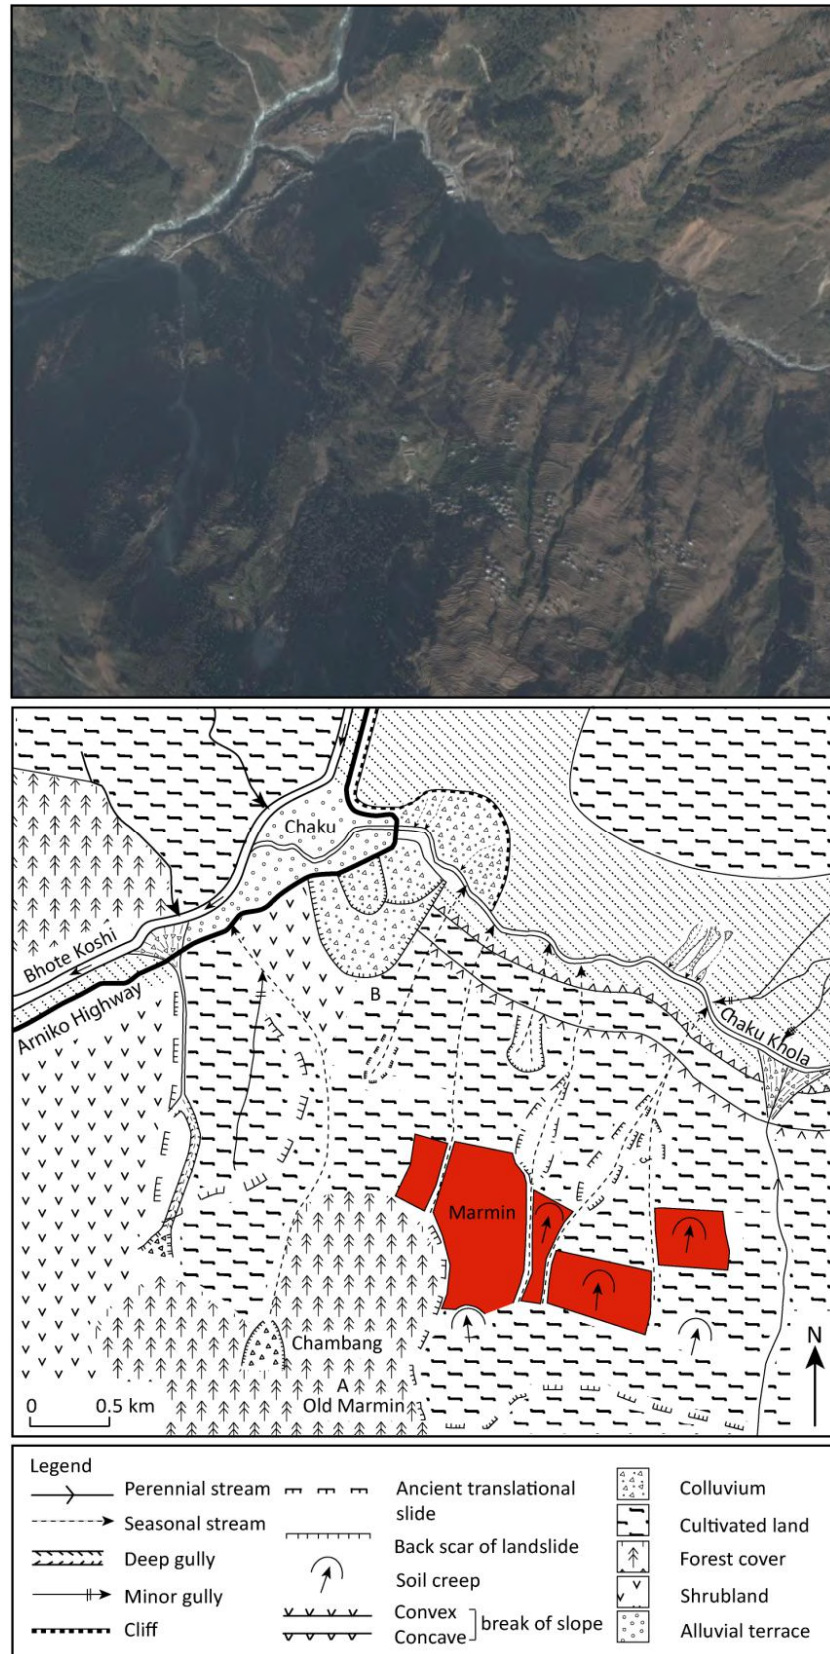 Chaku
Bhote Koshi
B
Arniko Highway
Chaku Khola
Marmin
Chambang
N
A
0 0.5 km
Old Marmin
Legend
Perennial stream
Seasonal stream
Deep gully
Minor gully
Cliff
Ancient translational
slide
Back scar of landslide
Soil creep
Convex
Concave
break of slope
Colluvium
Cultivated land
Forest cover
Shrubland
Alluvial terrace